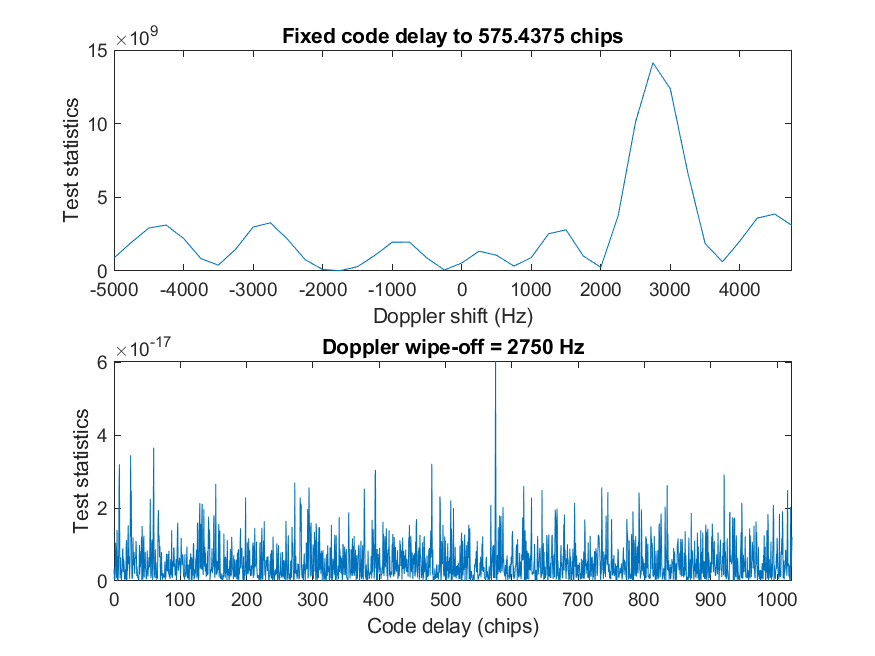 Fixed code delay to 575.4375 chips
×10⁹
15
10
5
0
Test statistics
-5000 -4000 -3000 -2000 -1000 0 1000 2000 3000 4000
Doppler shift (Hz)
Doppler wipe-off = 2750 Hz
×10⁻¹⁷
6
4
2
0
Test statistics
0 100 200 300 400 500 600 700 800 900 1000
Code delay (chips)